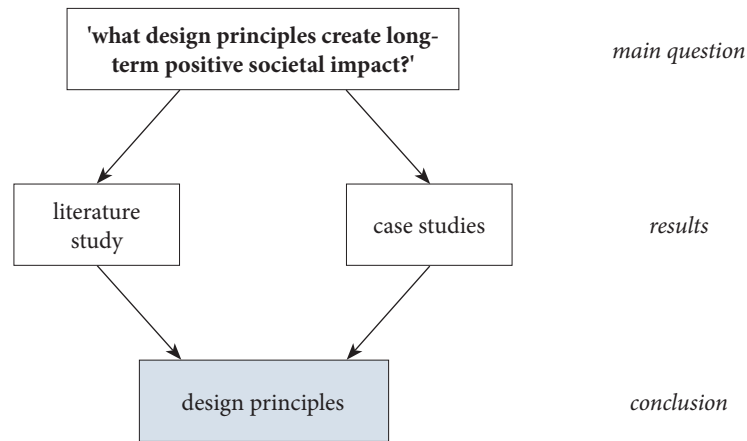 'what design principles create long-
term positive societal impact?'
main question
literature
study
case studies
results
design principles
conclusion